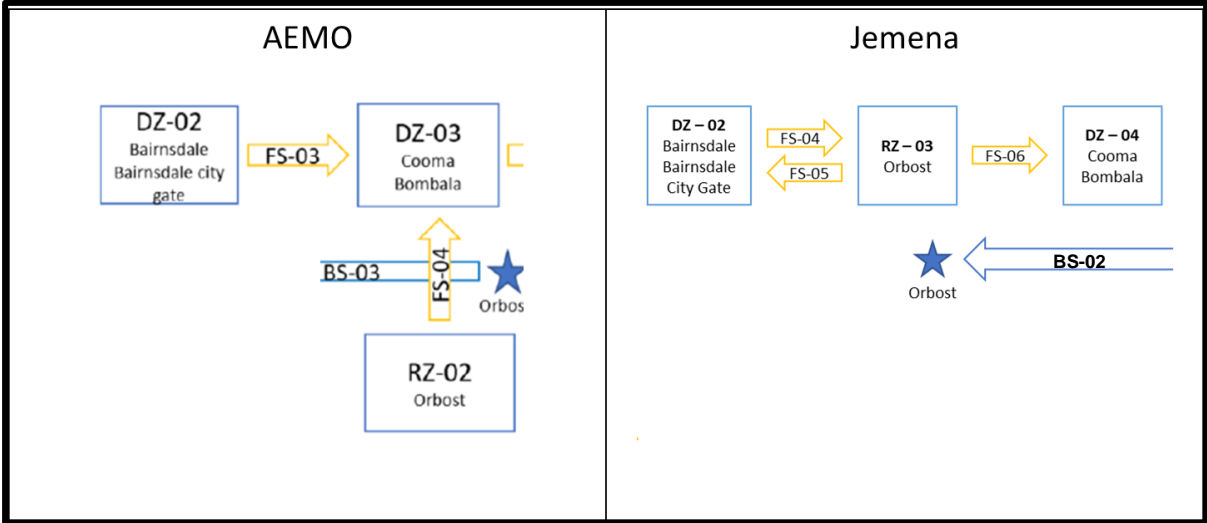 AEMO
DZ-02
Bairnsdale
Bairnsdale city
gate
FS-03
DZ-03
Cooma
Bombala
BS-03
FS-04
Orbos
RZ-02
Orbost
Jemena
DZ – 02
Bairnsdale
Bairnsdale
City Gate
FS-04
FS-05
RZ – 03
Orbost
FS-06
DZ – 04
Cooma
Bombala
BS-02
Orbost